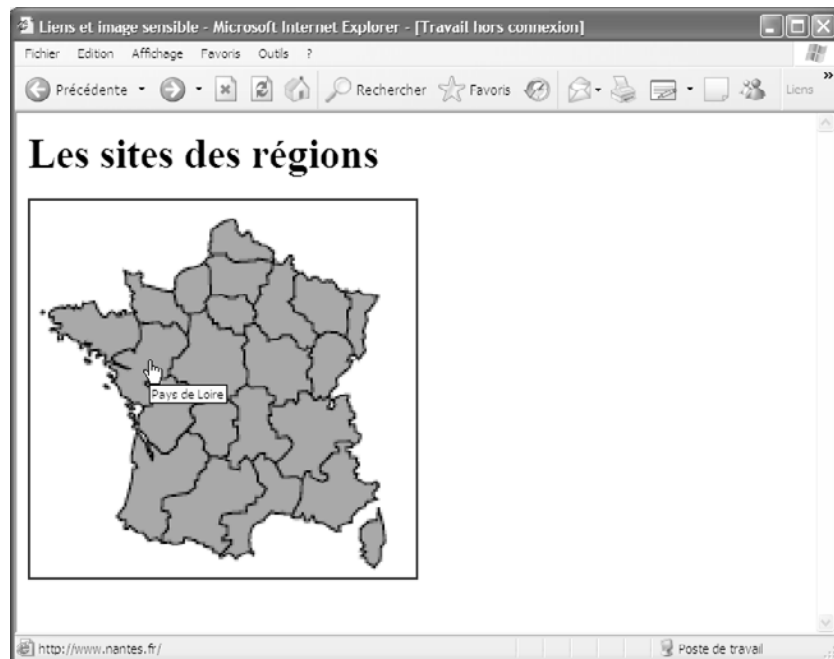 Liens et image sensible - Microsoft Internet Explorer - [Travail hors connexion]
Fichier Edition Affichage Favoris Outils ?
Précédente Rechercher Favoris Liens »
Les sites des régions
Pays de Loire
http://www.nantes.fr/ Poste de travail